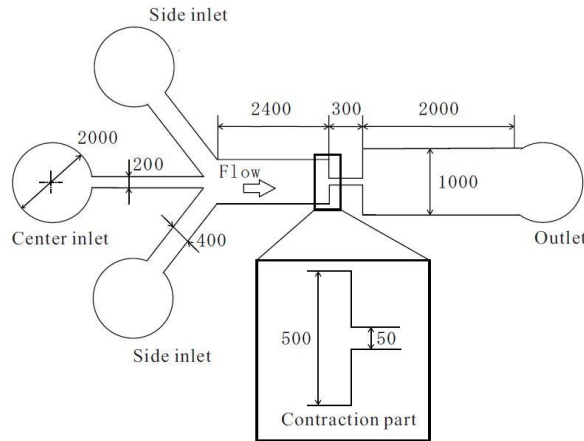 Side inlet
2400
300
2000
2000
200
Flow
1000
Center inlet
400
Outlet
Side inlet
500
50
Contraction part